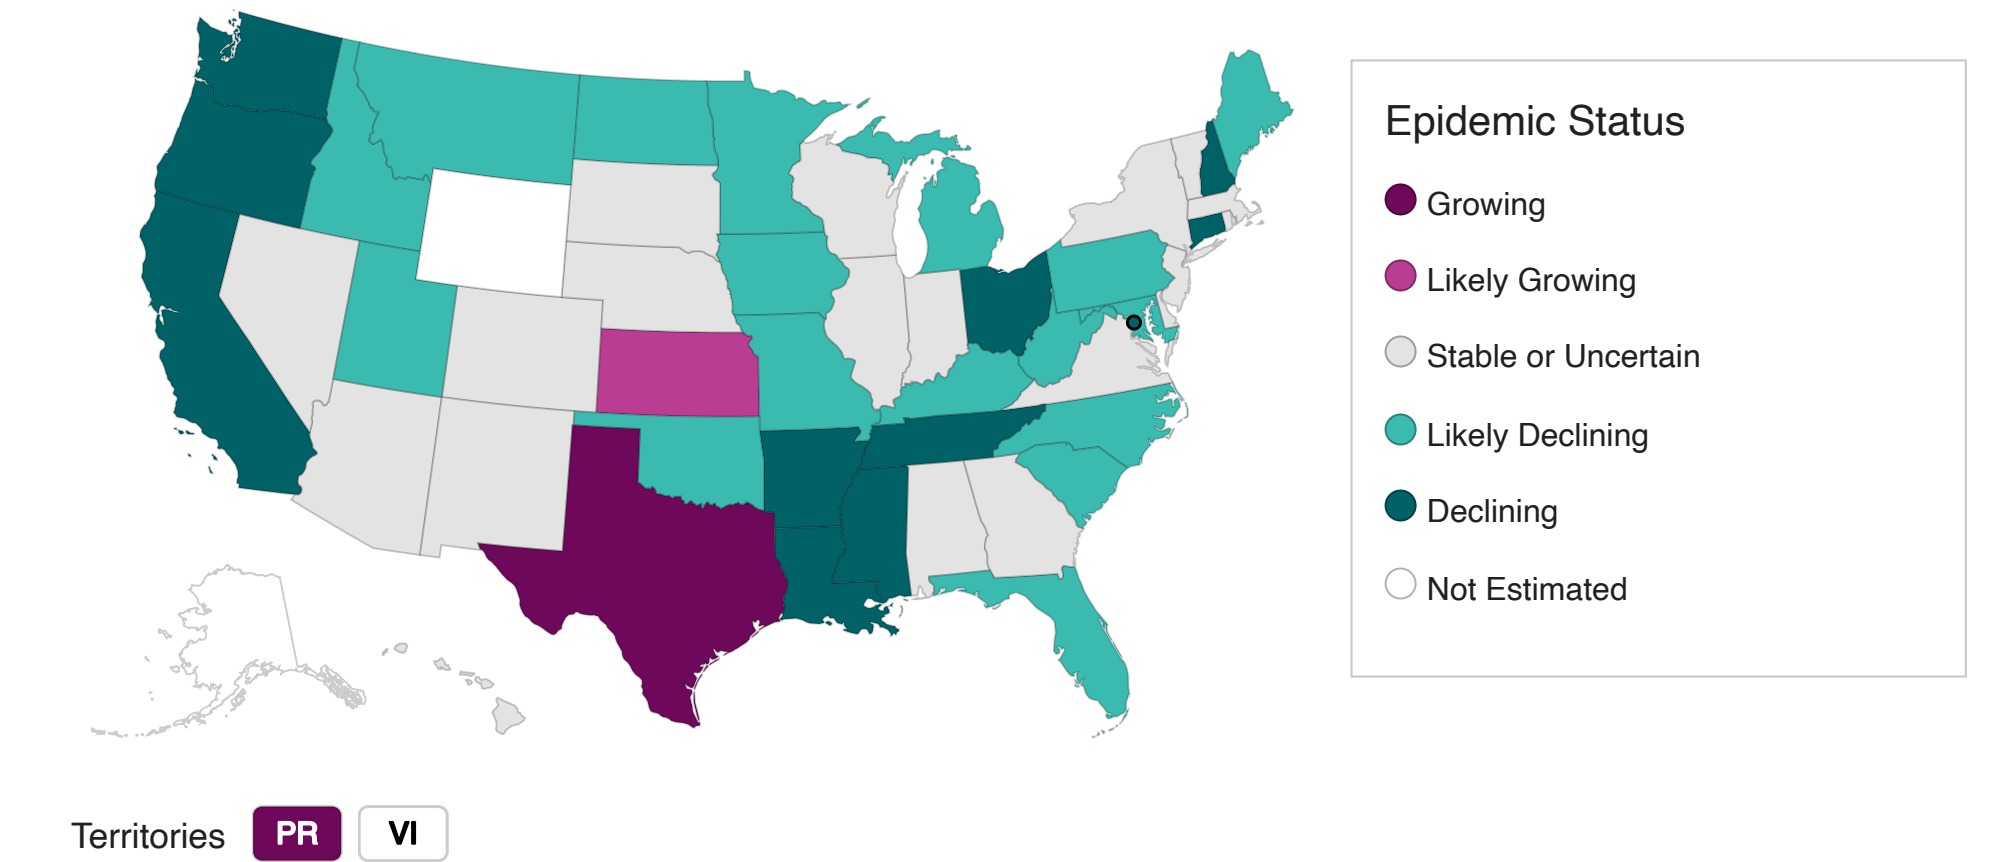 Epidemic Status
Growing
Likely Growing
Stable or Uncertain
Likely Declining
Declining
Not Estimated
Territories PR VI